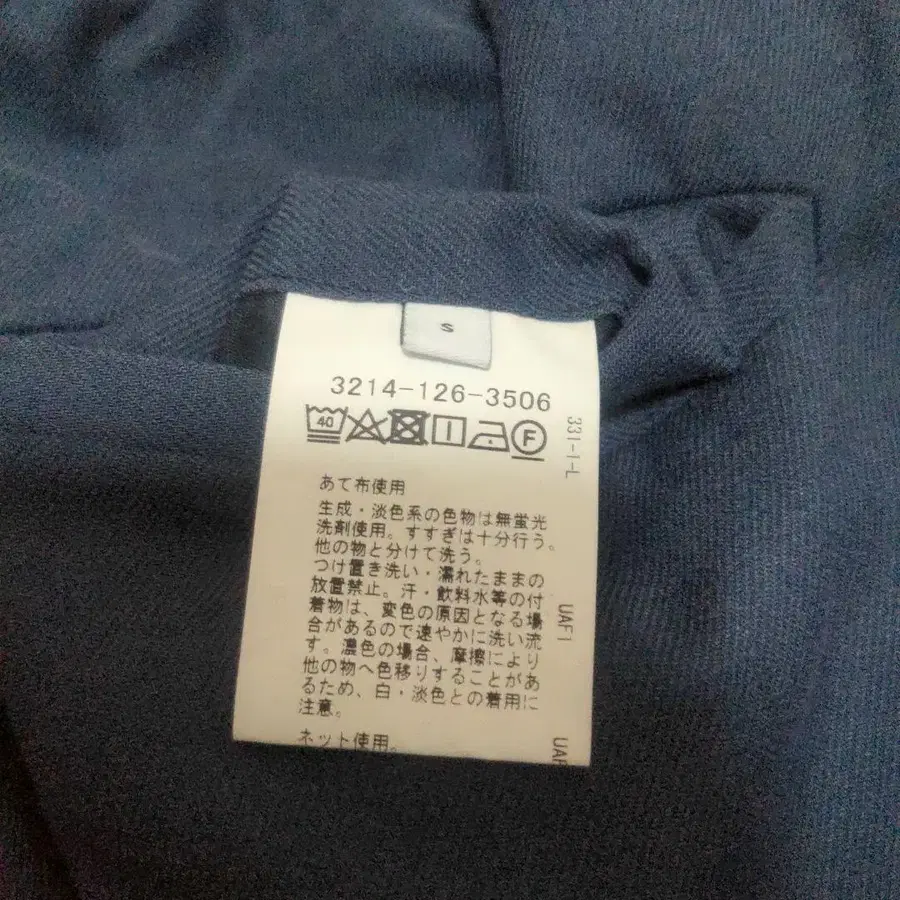 S
3214-126-3506
40
F
331-1-L
あて布使用
生成・淡色系の色物は無蛍光
洗剤使用。すすぎは十分行う。
他の物と分けて洗う。
つけ置き洗い・濡れたままの
放置禁止。汗・飲料水等の付
着物は、変色の原因となる場
合があるので速やかに洗い流
す。濃色の場合、摩擦により
他の物へ色移りすることがあ
るため、白・淡色との着用に
注意。
ネット使用。
UAF1